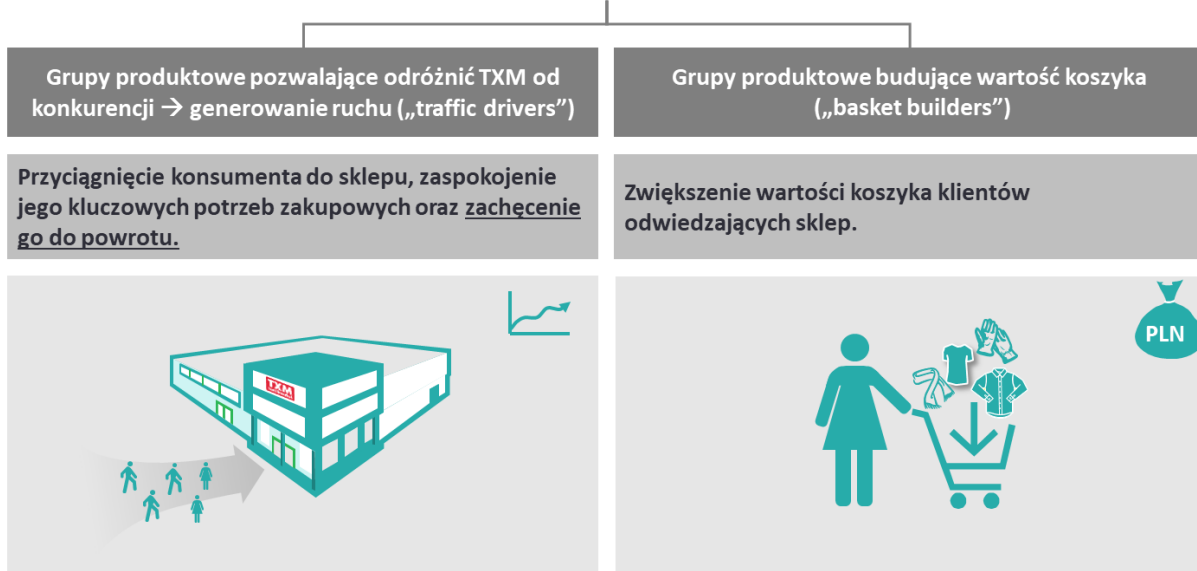 Grupy produktowe pozwalające odróżnić TXM od
konkurencji → generowanie ruchu („traffic drivers”)
Grupy produktowe budujące wartość koszyka
(„basket builders”)
Przyciągnięcie konsumenta do sklepu, zaspokojenie
jego kluczowych potrzeb zakupowych oraz zachęcenie
go do powrotu.
Zwiększenie wartości koszyka klientów
odwiedzających sklep.
TXM
PLN